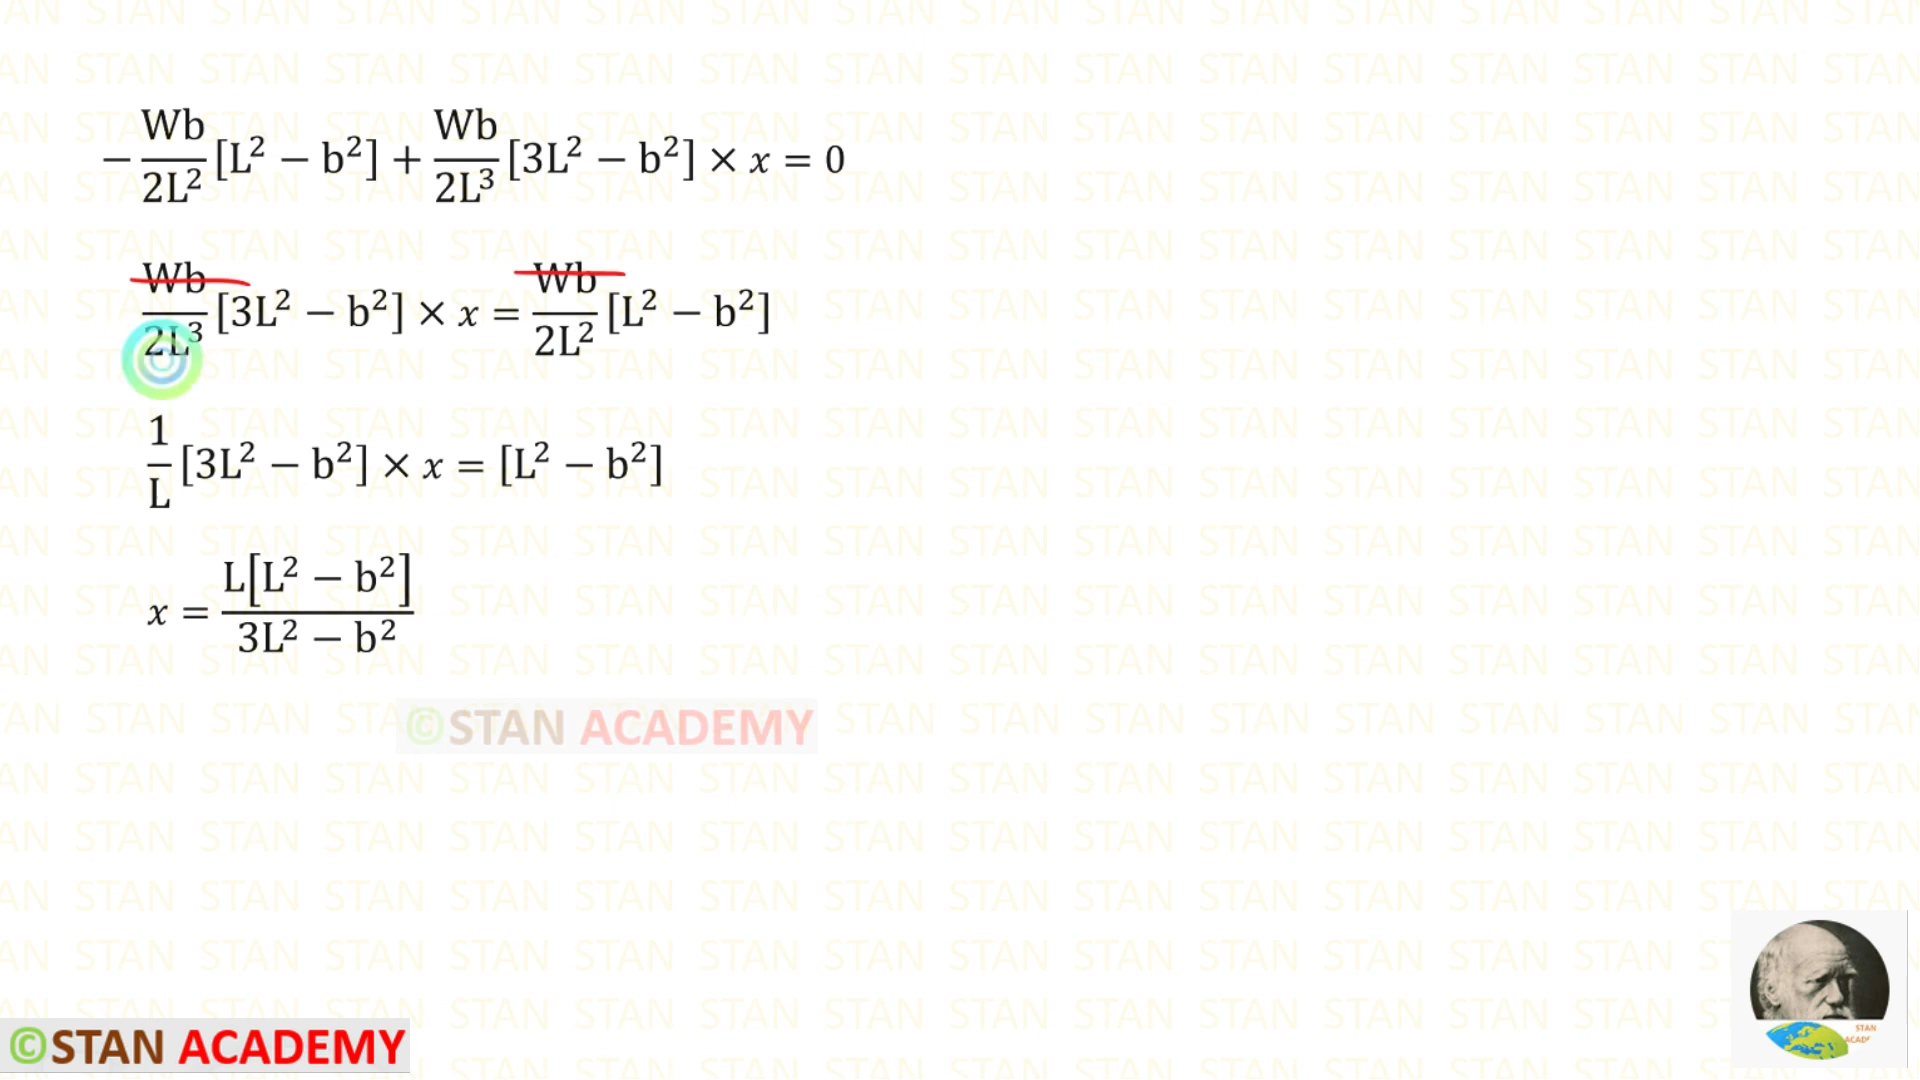 − Wb/2L² [L² − b²] + Wb/2L³ [3L² − b²] × x = 0
Wb/2L³ [3L² − b²] × x = Wb/2L² [L² − b²]
1/L [3L² − b²] × x = [L² − b²]
x = L[L² − b²] / 3L² − b²
©STAN ACADEMY
©STAN ACADEMY
STAN